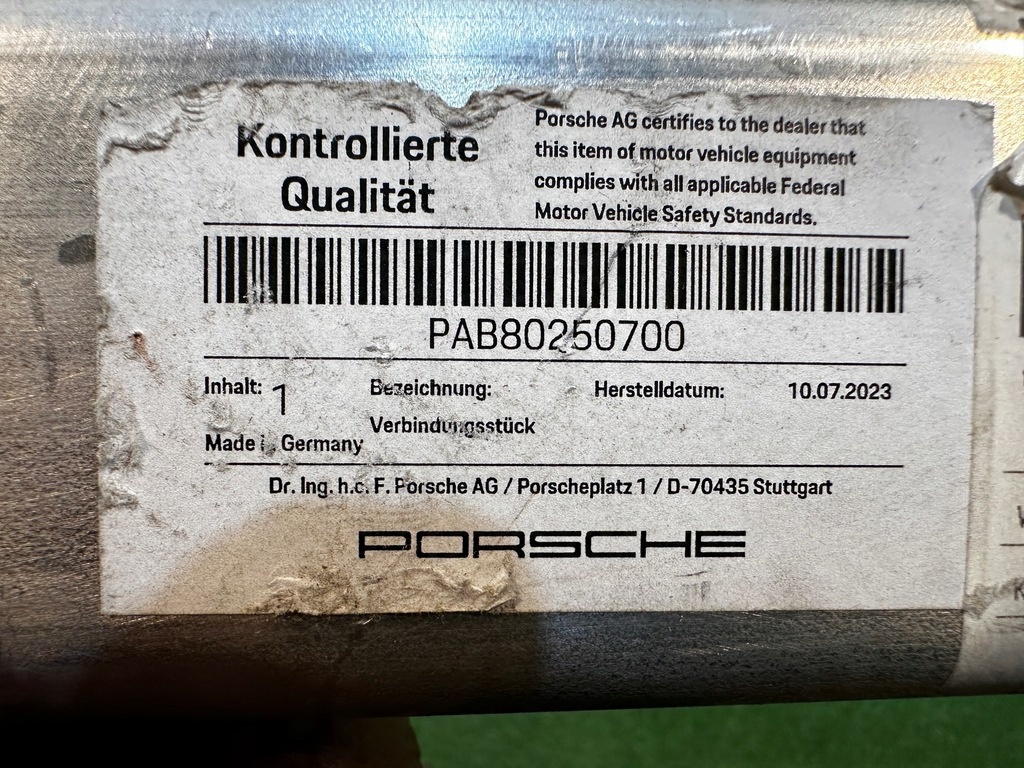 Kontrollierte
Qualität
Porsche AG certifies to the dealer that
this item of motor vehicle equipment
complies with all applicable Federal
Motor Vehicle Safety Standards.
PAB80250700
Inhalt: 1 Bezeichnung: Herstelldatum: 10.07.2023
Verbindungsstück
Made i Germany
Dr. Ing. h.c. F. Porsche AG / Porscheplatz 1 / D-70435 Stuttgart
PORSCHE